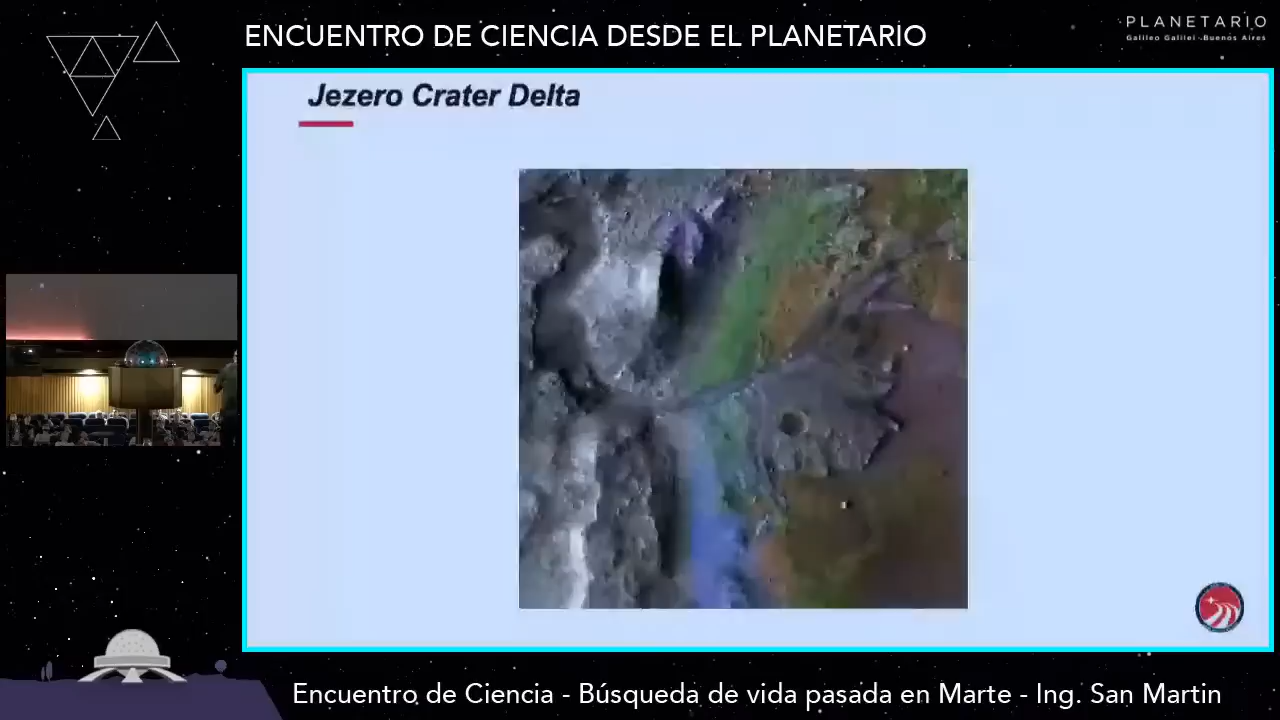 ENCUENTRO DE CIENCIA DESDE EL PLANETARIO
PLANETARIO
Galileo Galilei - Buenos Aires
Jezero Crater Delta
Encuentro de Ciencia - Búsqueda de vida pasada en Marte - Ing. San Martin